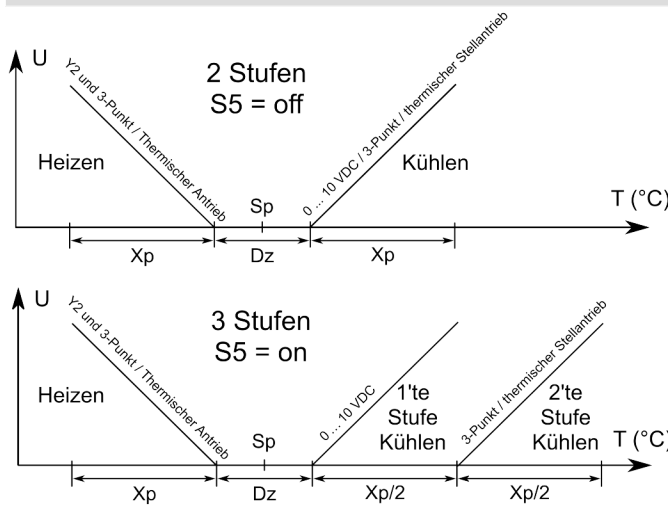 U
Y2 und 3-Punkt / Thermischer Antrieb
2 Stufen
S5 = off
0 ... 10 VDC / 3-Punkt / thermischer Stellantrieb
Heizen
Kühlen
Sp
T (°C)
Xp
Dz
Xp
U
Y2 und 3-Punkt / Thermischer Antrieb
3 Stufen
S5 = on
0 ... 10 VDC
3-Punkt / thermischer Stellantrieb
Heizen
1'te
Stufe
Kühlen
2'te
Stufe
Kühlen
Sp
T (°C)
Xp
Dz
Xp/2
Xp/2